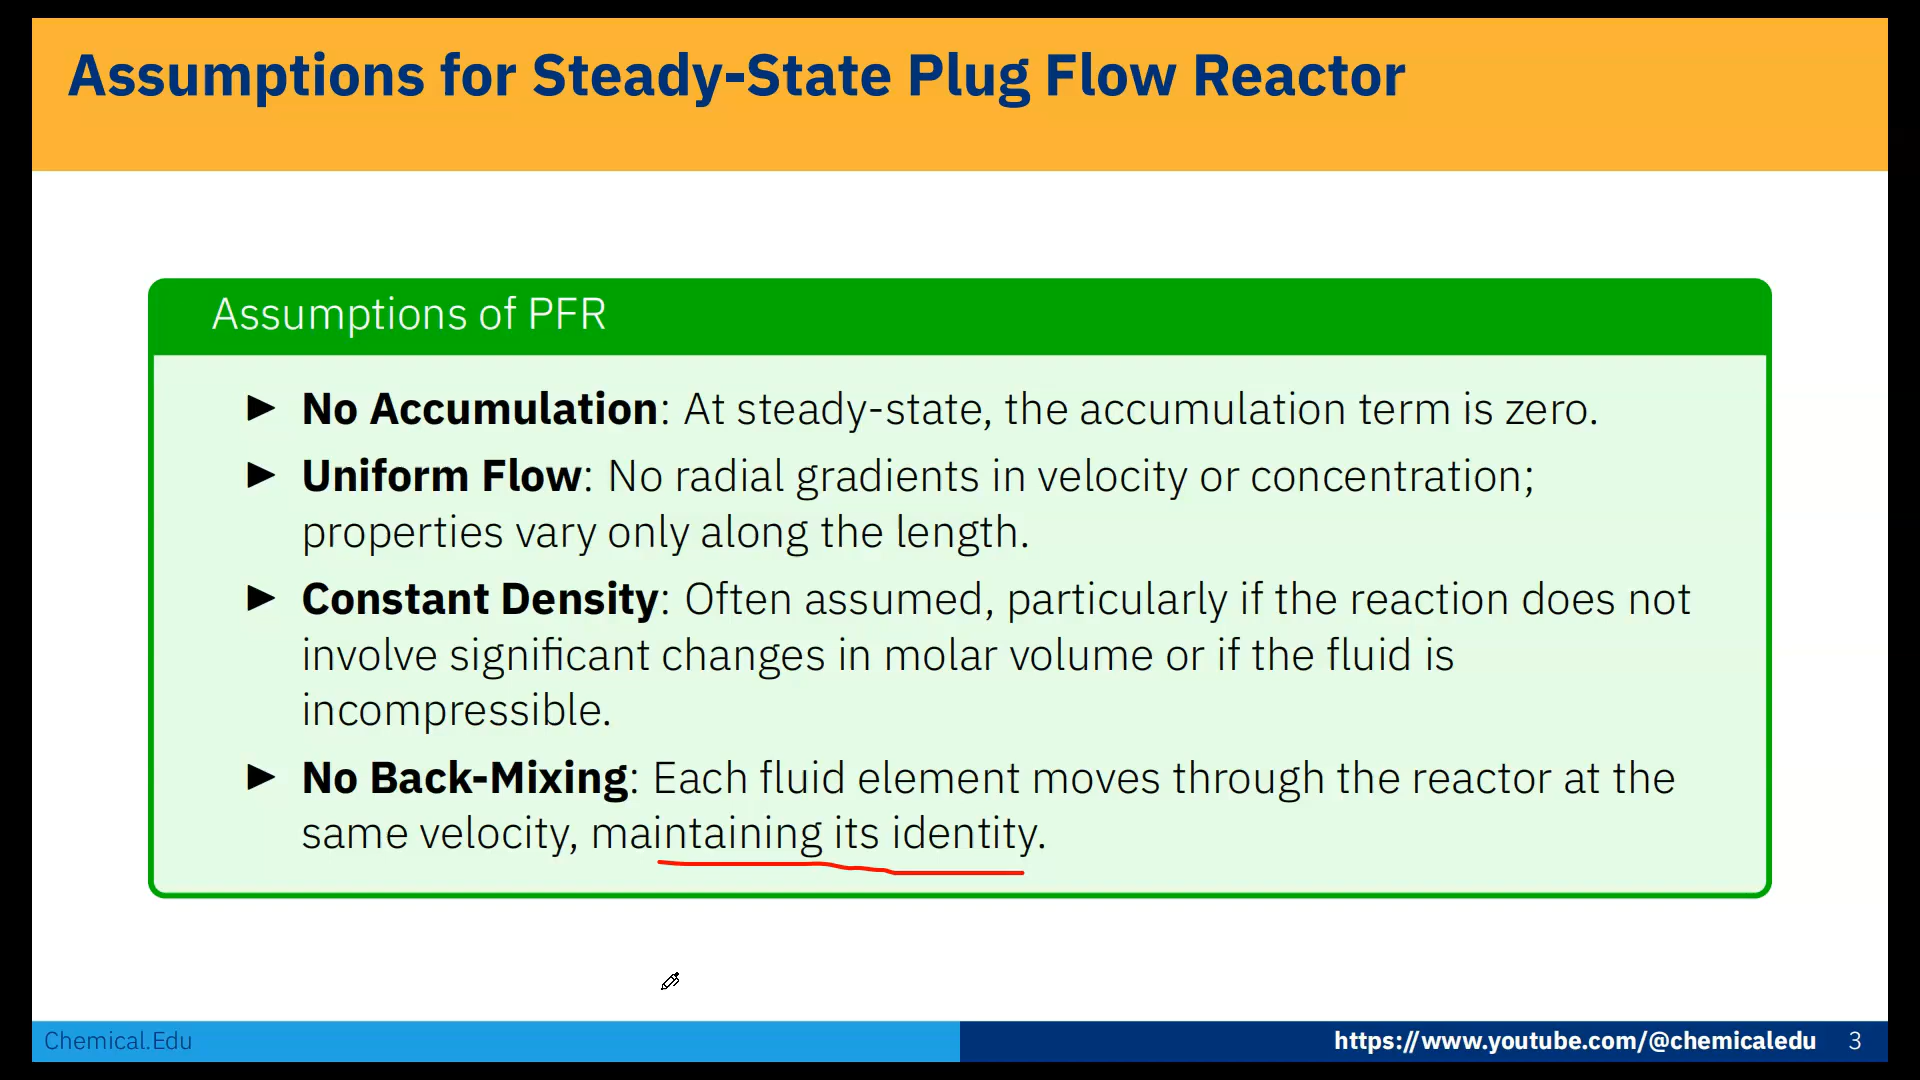 Assumptions for Steady-State Plug Flow Reactor
Assumptions of PFR
▶ No Accumulation: At steady-state, the accumulation term is zero.
▶ Uniform Flow: No radial gradients in velocity or concentration;
properties vary only along the length.
▶ Constant Density: Often assumed, particularly if the reaction does not
involve significant changes in molar volume or if the fluid is
incompressible.
▶ No Back-Mixing: Each fluid element moves through the reactor at the
same velocity, maintaining its identity.
Chemical.Edu
https://www.youtube.com/@chemicaledu 3